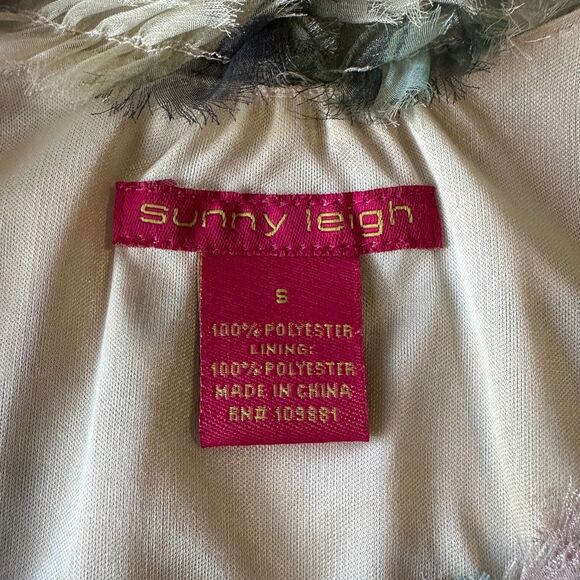 sunny leigh
S
100% POLYESTER
LINING:
100% POLYESTER
MADE IN CHINA
RN# 109881